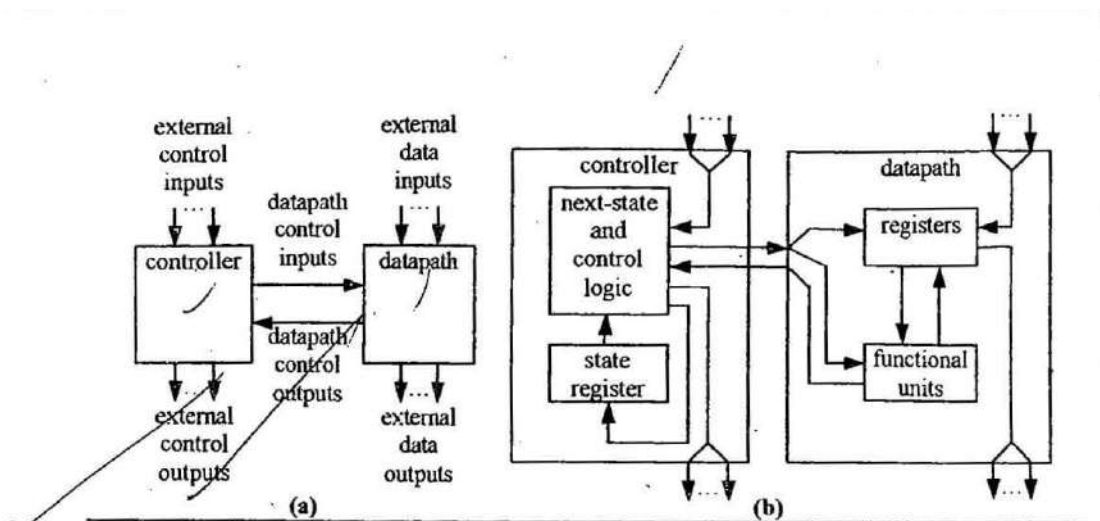 external
control
inputs
external
data
inputs
datapath
control
inputs
controller
datapath
datapath
control
outputs
external
control
outputs
external
data
outputs
(a)
controller
next-state
and
control
logic
state
register
datapath
registers
functional
units
(b)